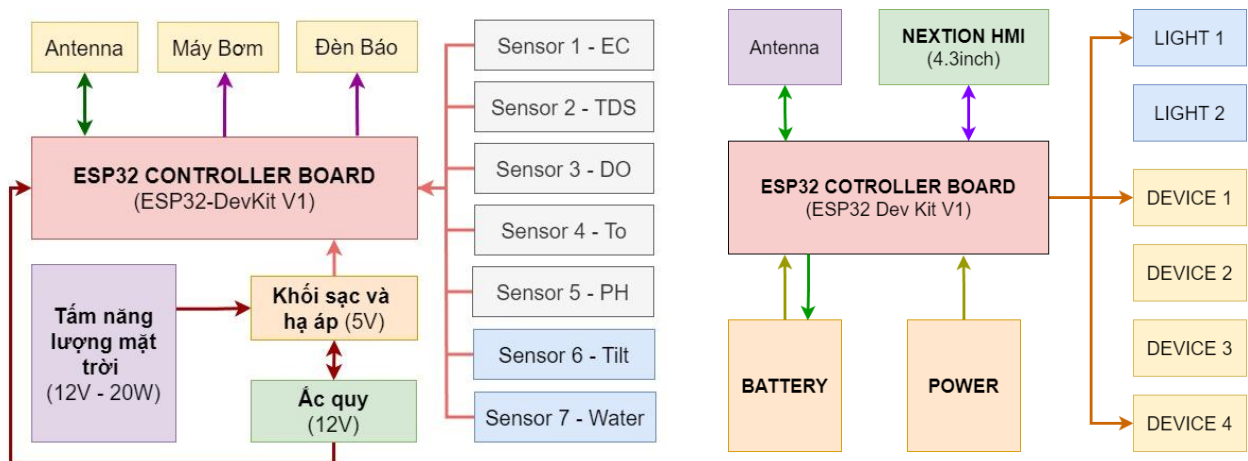 Antenna
Máy Bơm
Đèn Báo
ESP32 CONTROLLER BOARD
(ESP32-DevKit V1)
Tấm năng
lượng mặt
trời
(12V - 20W)
Khối sạc và
hạ áp (5V)
Ắc quy
(12V)
Sensor 1 - EC
Sensor 2 - TDS
Sensor 3 - DO
Sensor 4 - To
Sensor 5 - PH
Sensor 6 - Tilt
Sensor 7 - Water
Antenna
NEXTION HMI
(4.3inch)
ESP32 COTROLLER BOARD
(ESP32 Dev Kit V1)
BATTERY
POWER
LIGHT 1
LIGHT 2
DEVICE 1
DEVICE 2
DEVICE 3
DEVICE 4